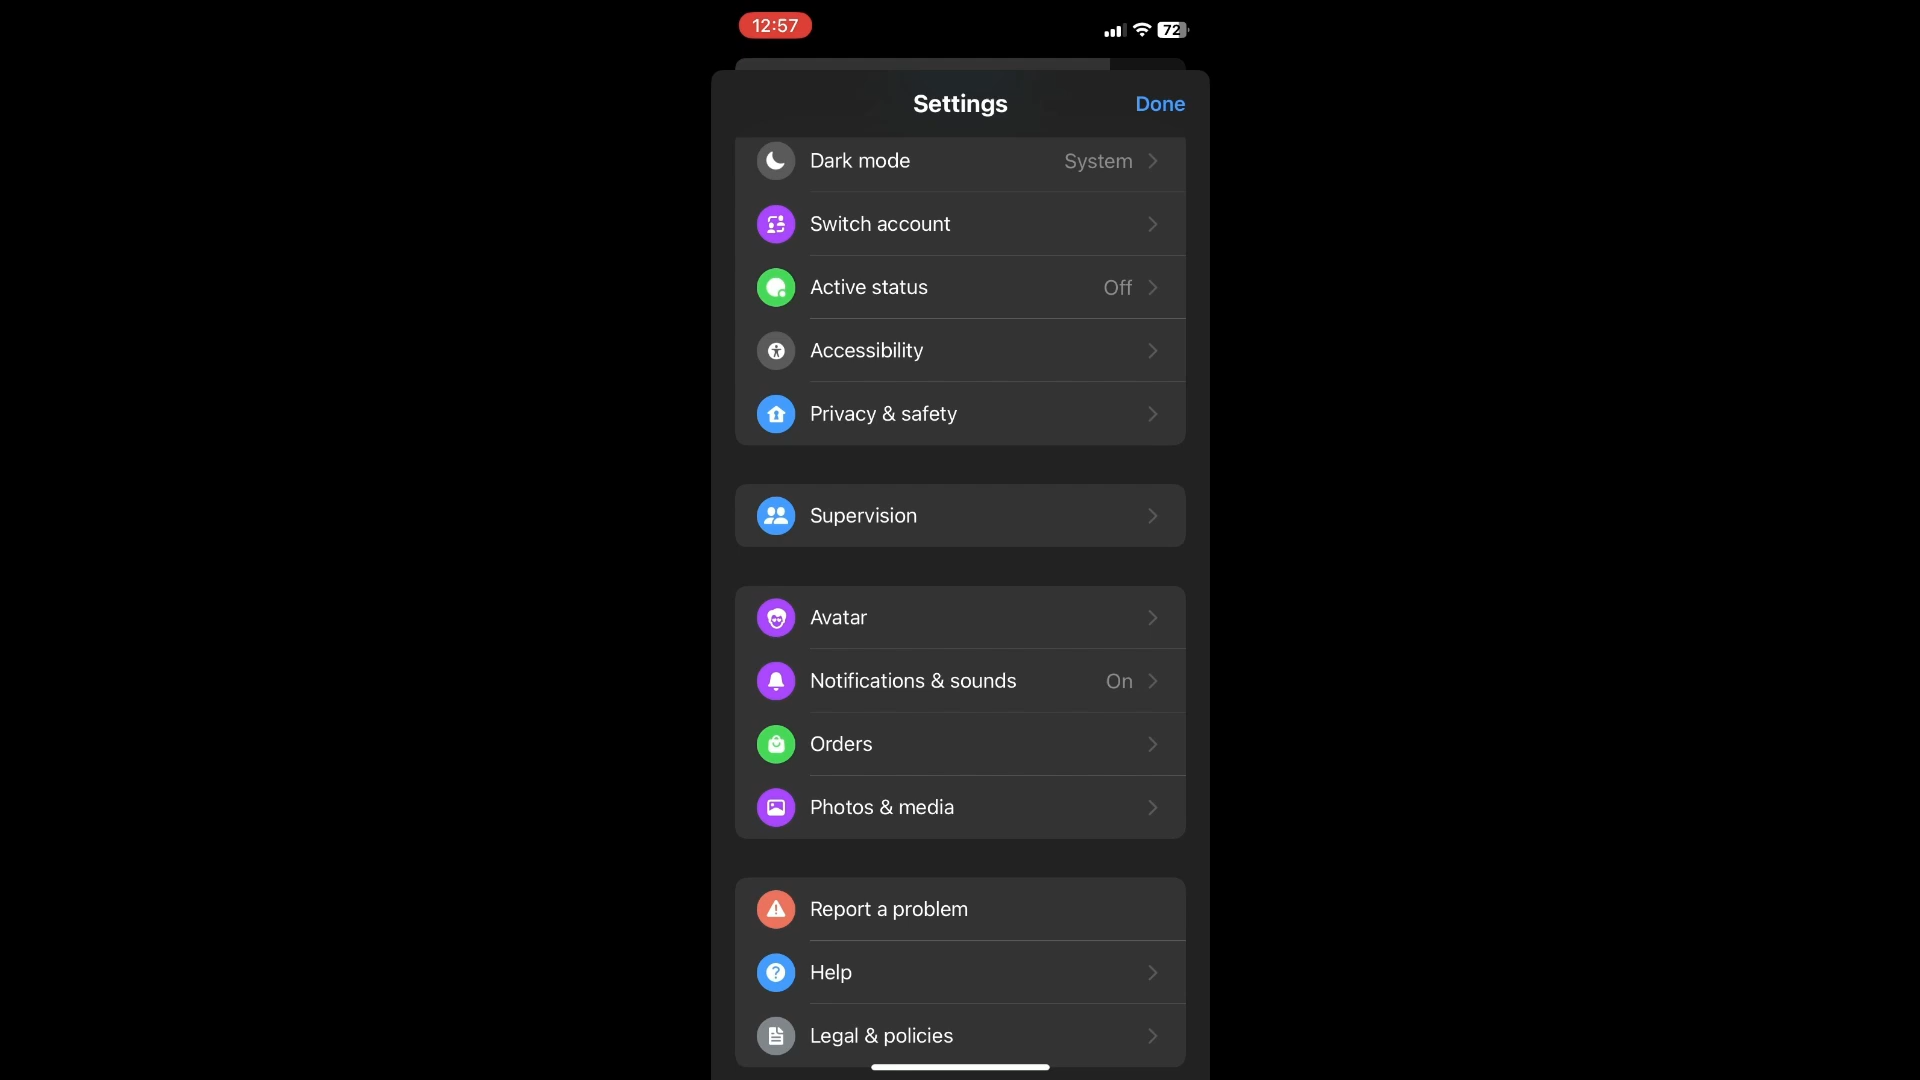 12:57
72
Settings
Done
Dark mode
System
Switch account
Active status
Off
Accessibility
Privacy & safety
Supervision
Avatar
Notifications & sounds
On
Orders
Photos & media
Report a problem
Help
Legal & policies